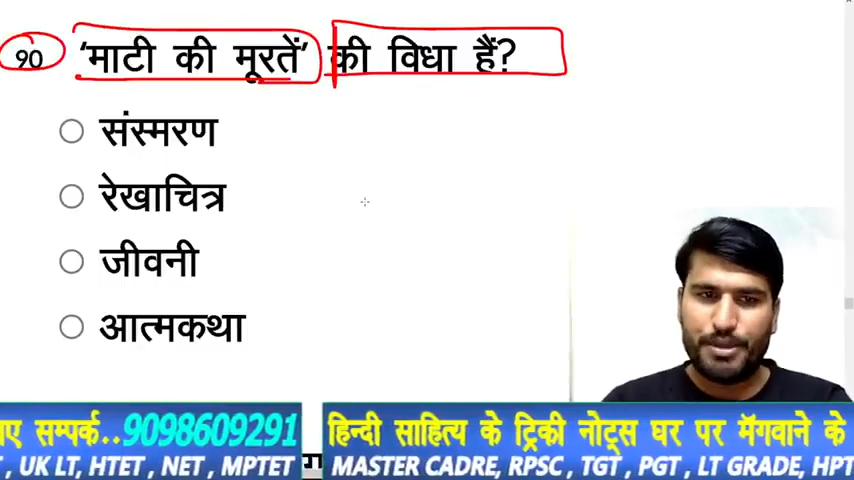 90 'माटी की मूरतें' की विधा हैं?
संस्मरण
रेखाचित्र
जीवनी
आत्मकथा
सम्पर्क..9098609291
हिन्दी साहित्य के ट्रिकी नोट्स घर पर मॅगवाने के
, UK LT, HTET , NET , MPTET
MASTER CADRE, RPSC , TGT , PGT , LT GRADE, HPT